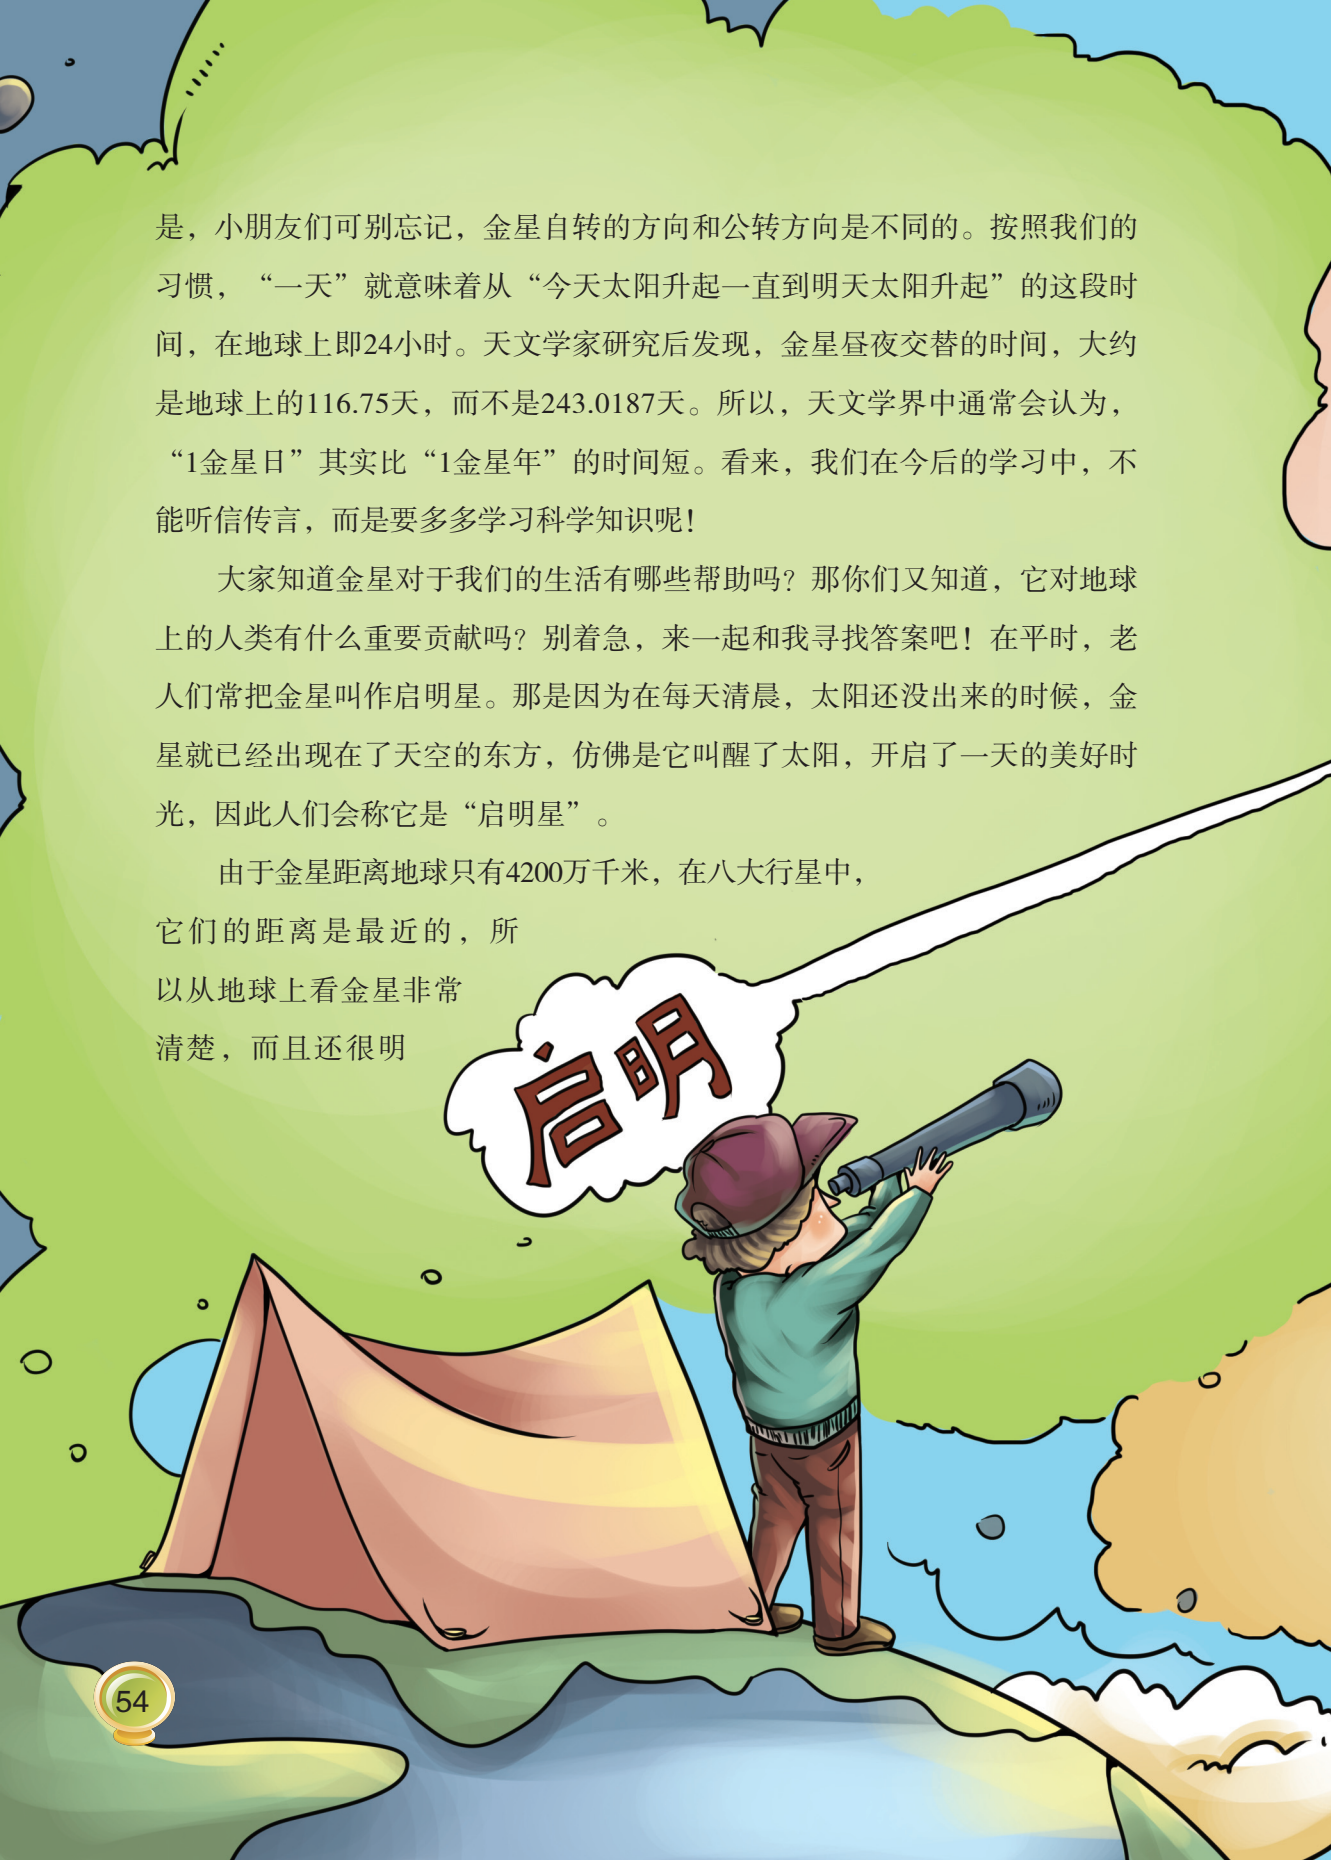 是，小朋友们可别忘记，金星自转的方向和公转方向是不同的。按照我们的
习惯，“一天”就意味着从“今天太阳升起一直到明天太阳升起”的这段时
间，在地球上即24小时。天文学家研究后发现，金星昼夜交替的时间，大约
是地球上的116.75天，而不是243.0187天。所以，天文学界中通常会认为，
“1金星日”其实比“1金星年”的时间短。看来，我们在今后的学习中，不
能听信传言，而是要多多学习科学知识呢！
大家知道金星对于我们的生活有哪些帮助吗？那你们又知道，它对地球
上的人类有什么重要贡献吗？别着急，来一起和我寻找答案吧！在平时，老
人们常把金星叫作启明星。那是因为在每天清晨，太阳还没出来的时候，金
星就已经出现在了天空的东方，仿佛是它叫醒了太阳，开启了一天的美好时
光，因此人们会称它是“启明星”。
由于金星距离地球只有4200万千米，在八大行星中，
它们的距离是最近的，所
以从地球上看金星非常
清楚，而且还很明
启明
54